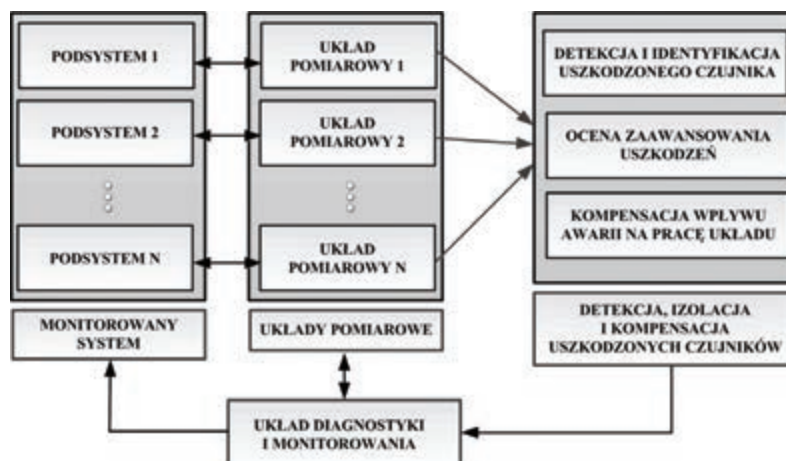 PODSYSTEM 1
PODSYSTEM 2
PODSYSTEM N
MONITOROWANY
SYSTEM
UKŁAD
POMIAROWY 1
UKŁAD
POMIAROWY 2
UKŁAD
POMIAROWY N
UKŁADY POMIAROWE
DETEKCJA I IDENTYFIKACJA
USZKODZONEGO CZUJNIKA
OCENA ZAAWANSOWANIA
USZKODZEŃ
KOMPENSACJA WPŁYWU
AWARII NA PRACĘ UKŁADU
DETEKCJA, IZOLACJA
I KOMPENSACJA
USZKODZONYCH CZUJNIKÓW
UKŁAD DIAGNOSTYKI
I MONITOROWANIA